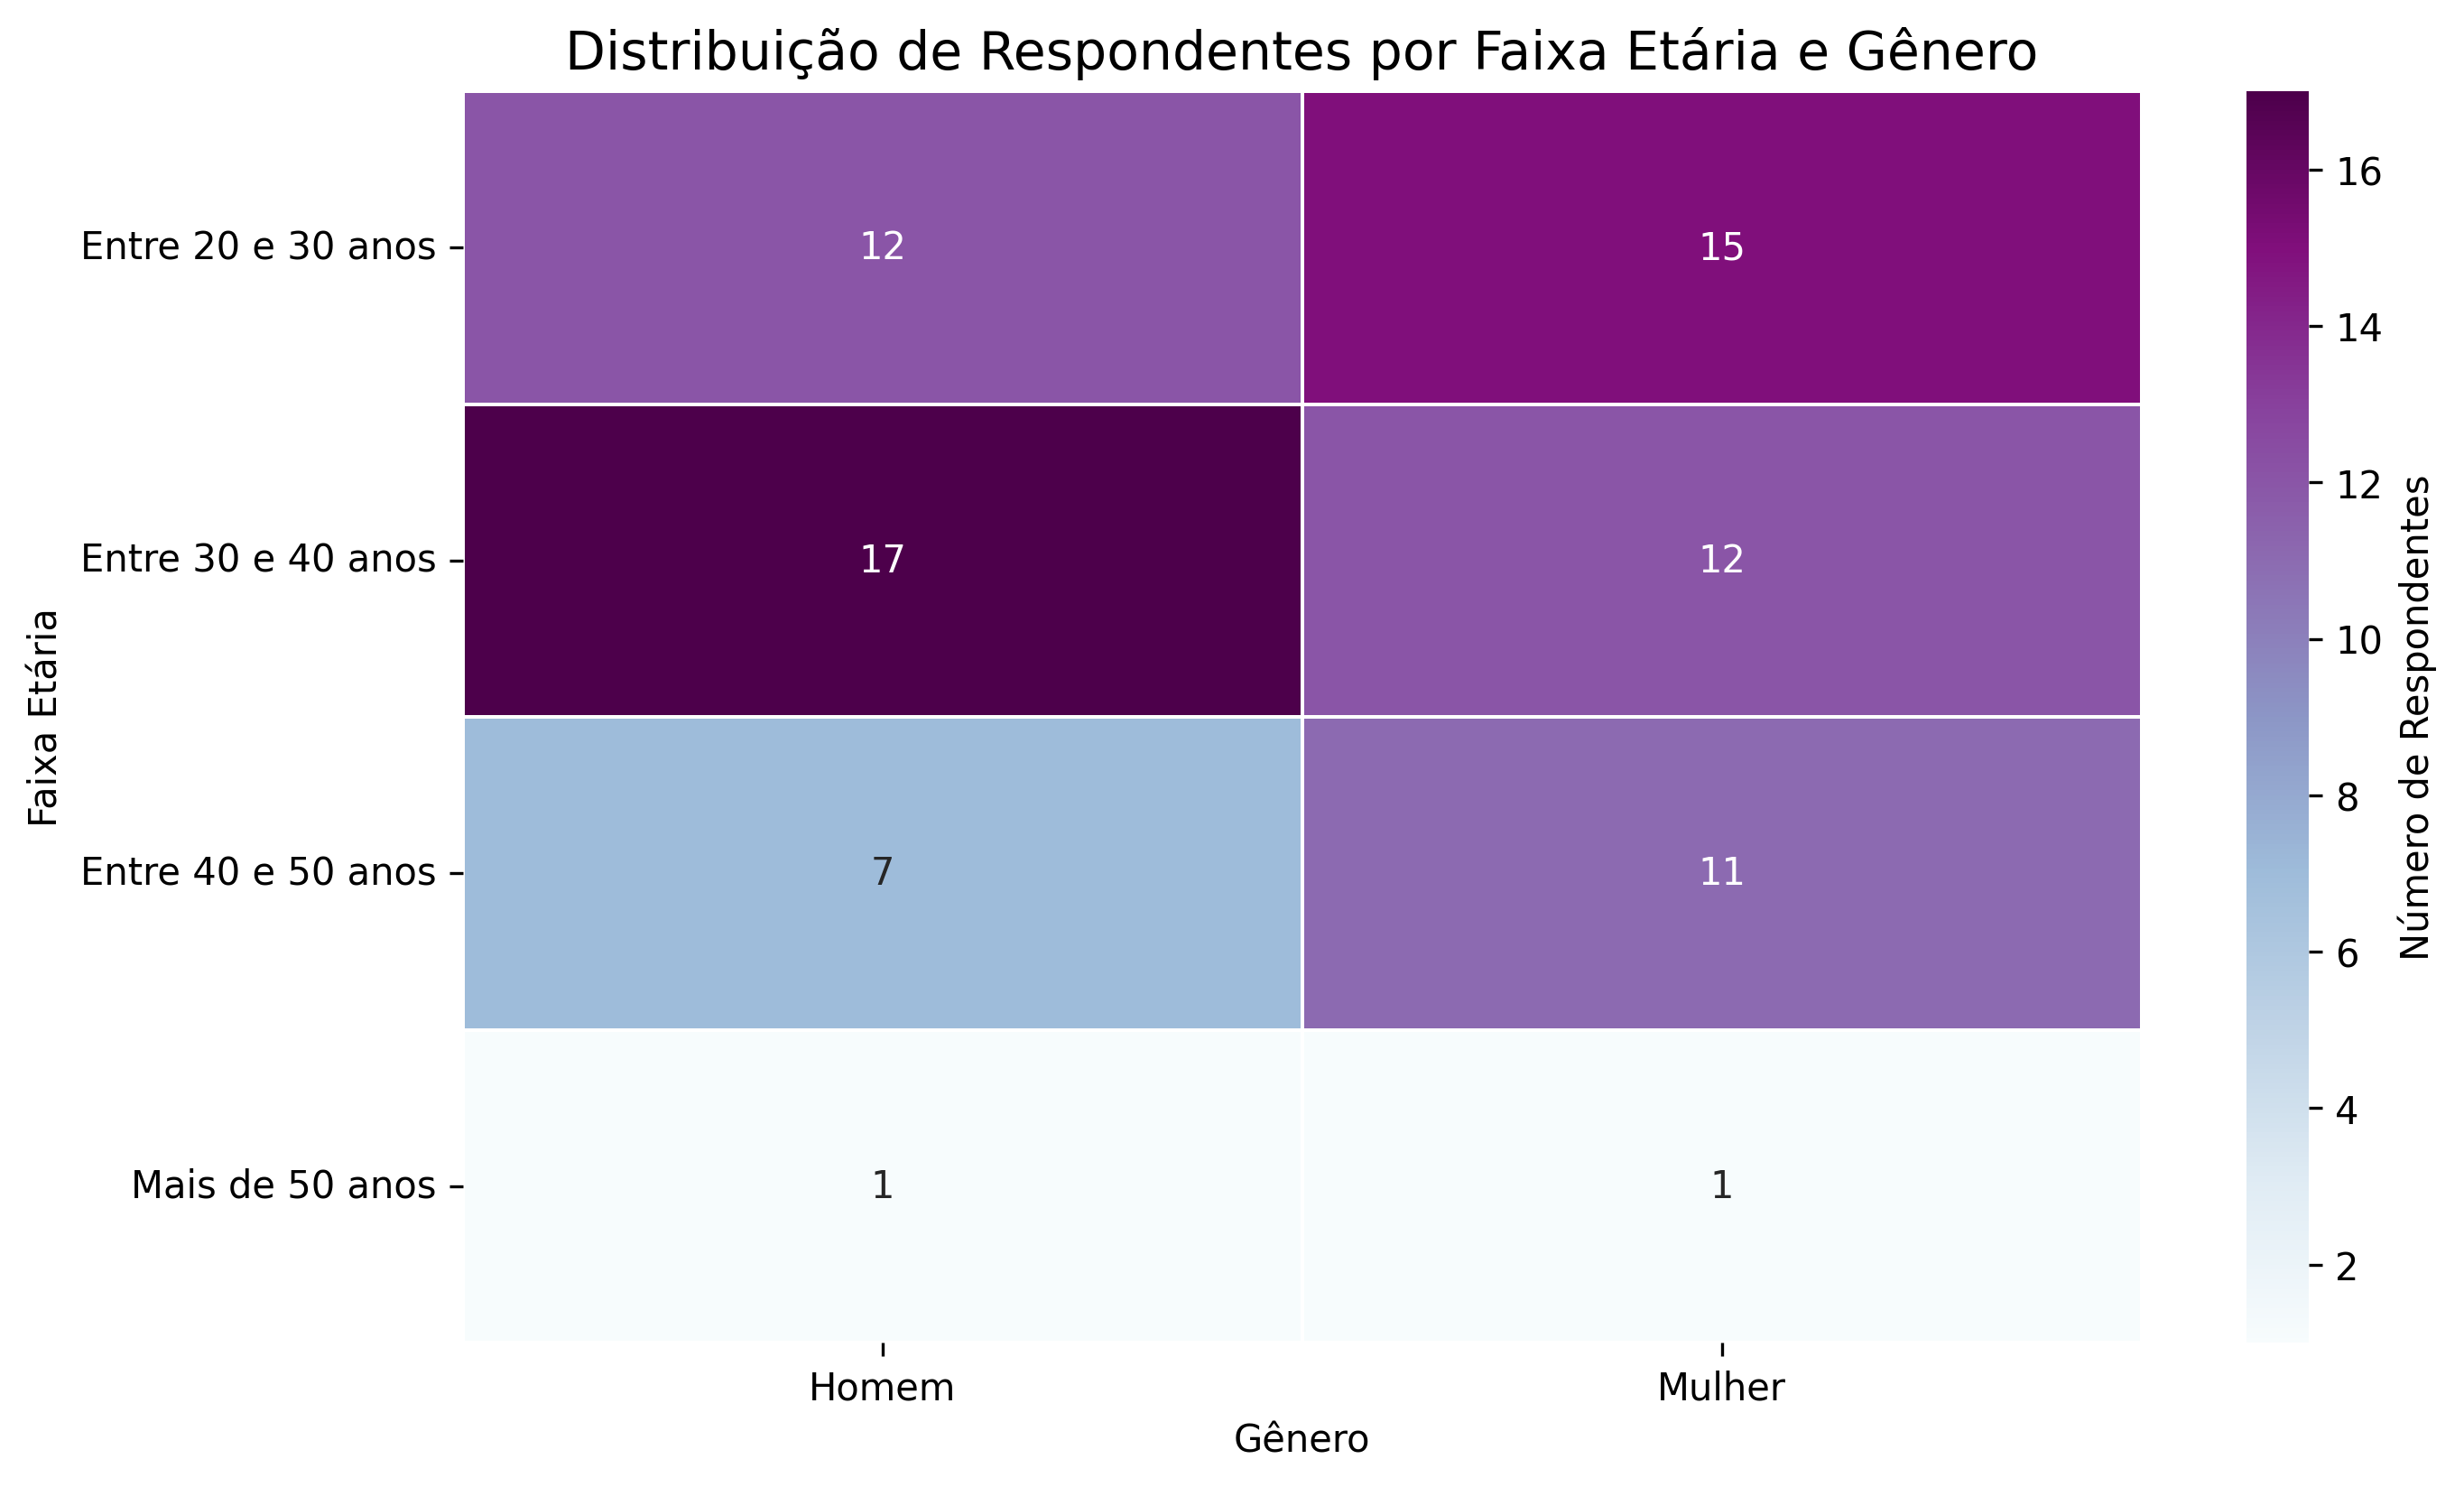 Distribuição de Respondentes por Faixa Etária e Gênero
Faixa Etária
Entre 20 e 30 anos
12
15
Entre 30 e 40 anos
17
12
Entre 40 e 50 anos
7
11
Mais de 50 anos
1
1
Homem
Mulher
Gênero
16
14
12
10
8
6
4
2
Número de Respondentes